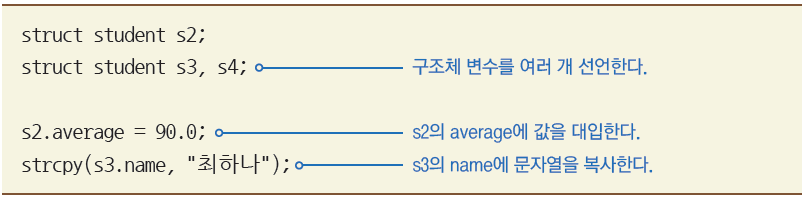 struct student s2;
struct student s3, s4; 구조체 변수를 여러 개 선언한다.
s2.average = 90.0; s2의 average에 값을 대입한다.
strcpy(s3.name, "최하나"); s3의 name에 문자열을 복사한다.